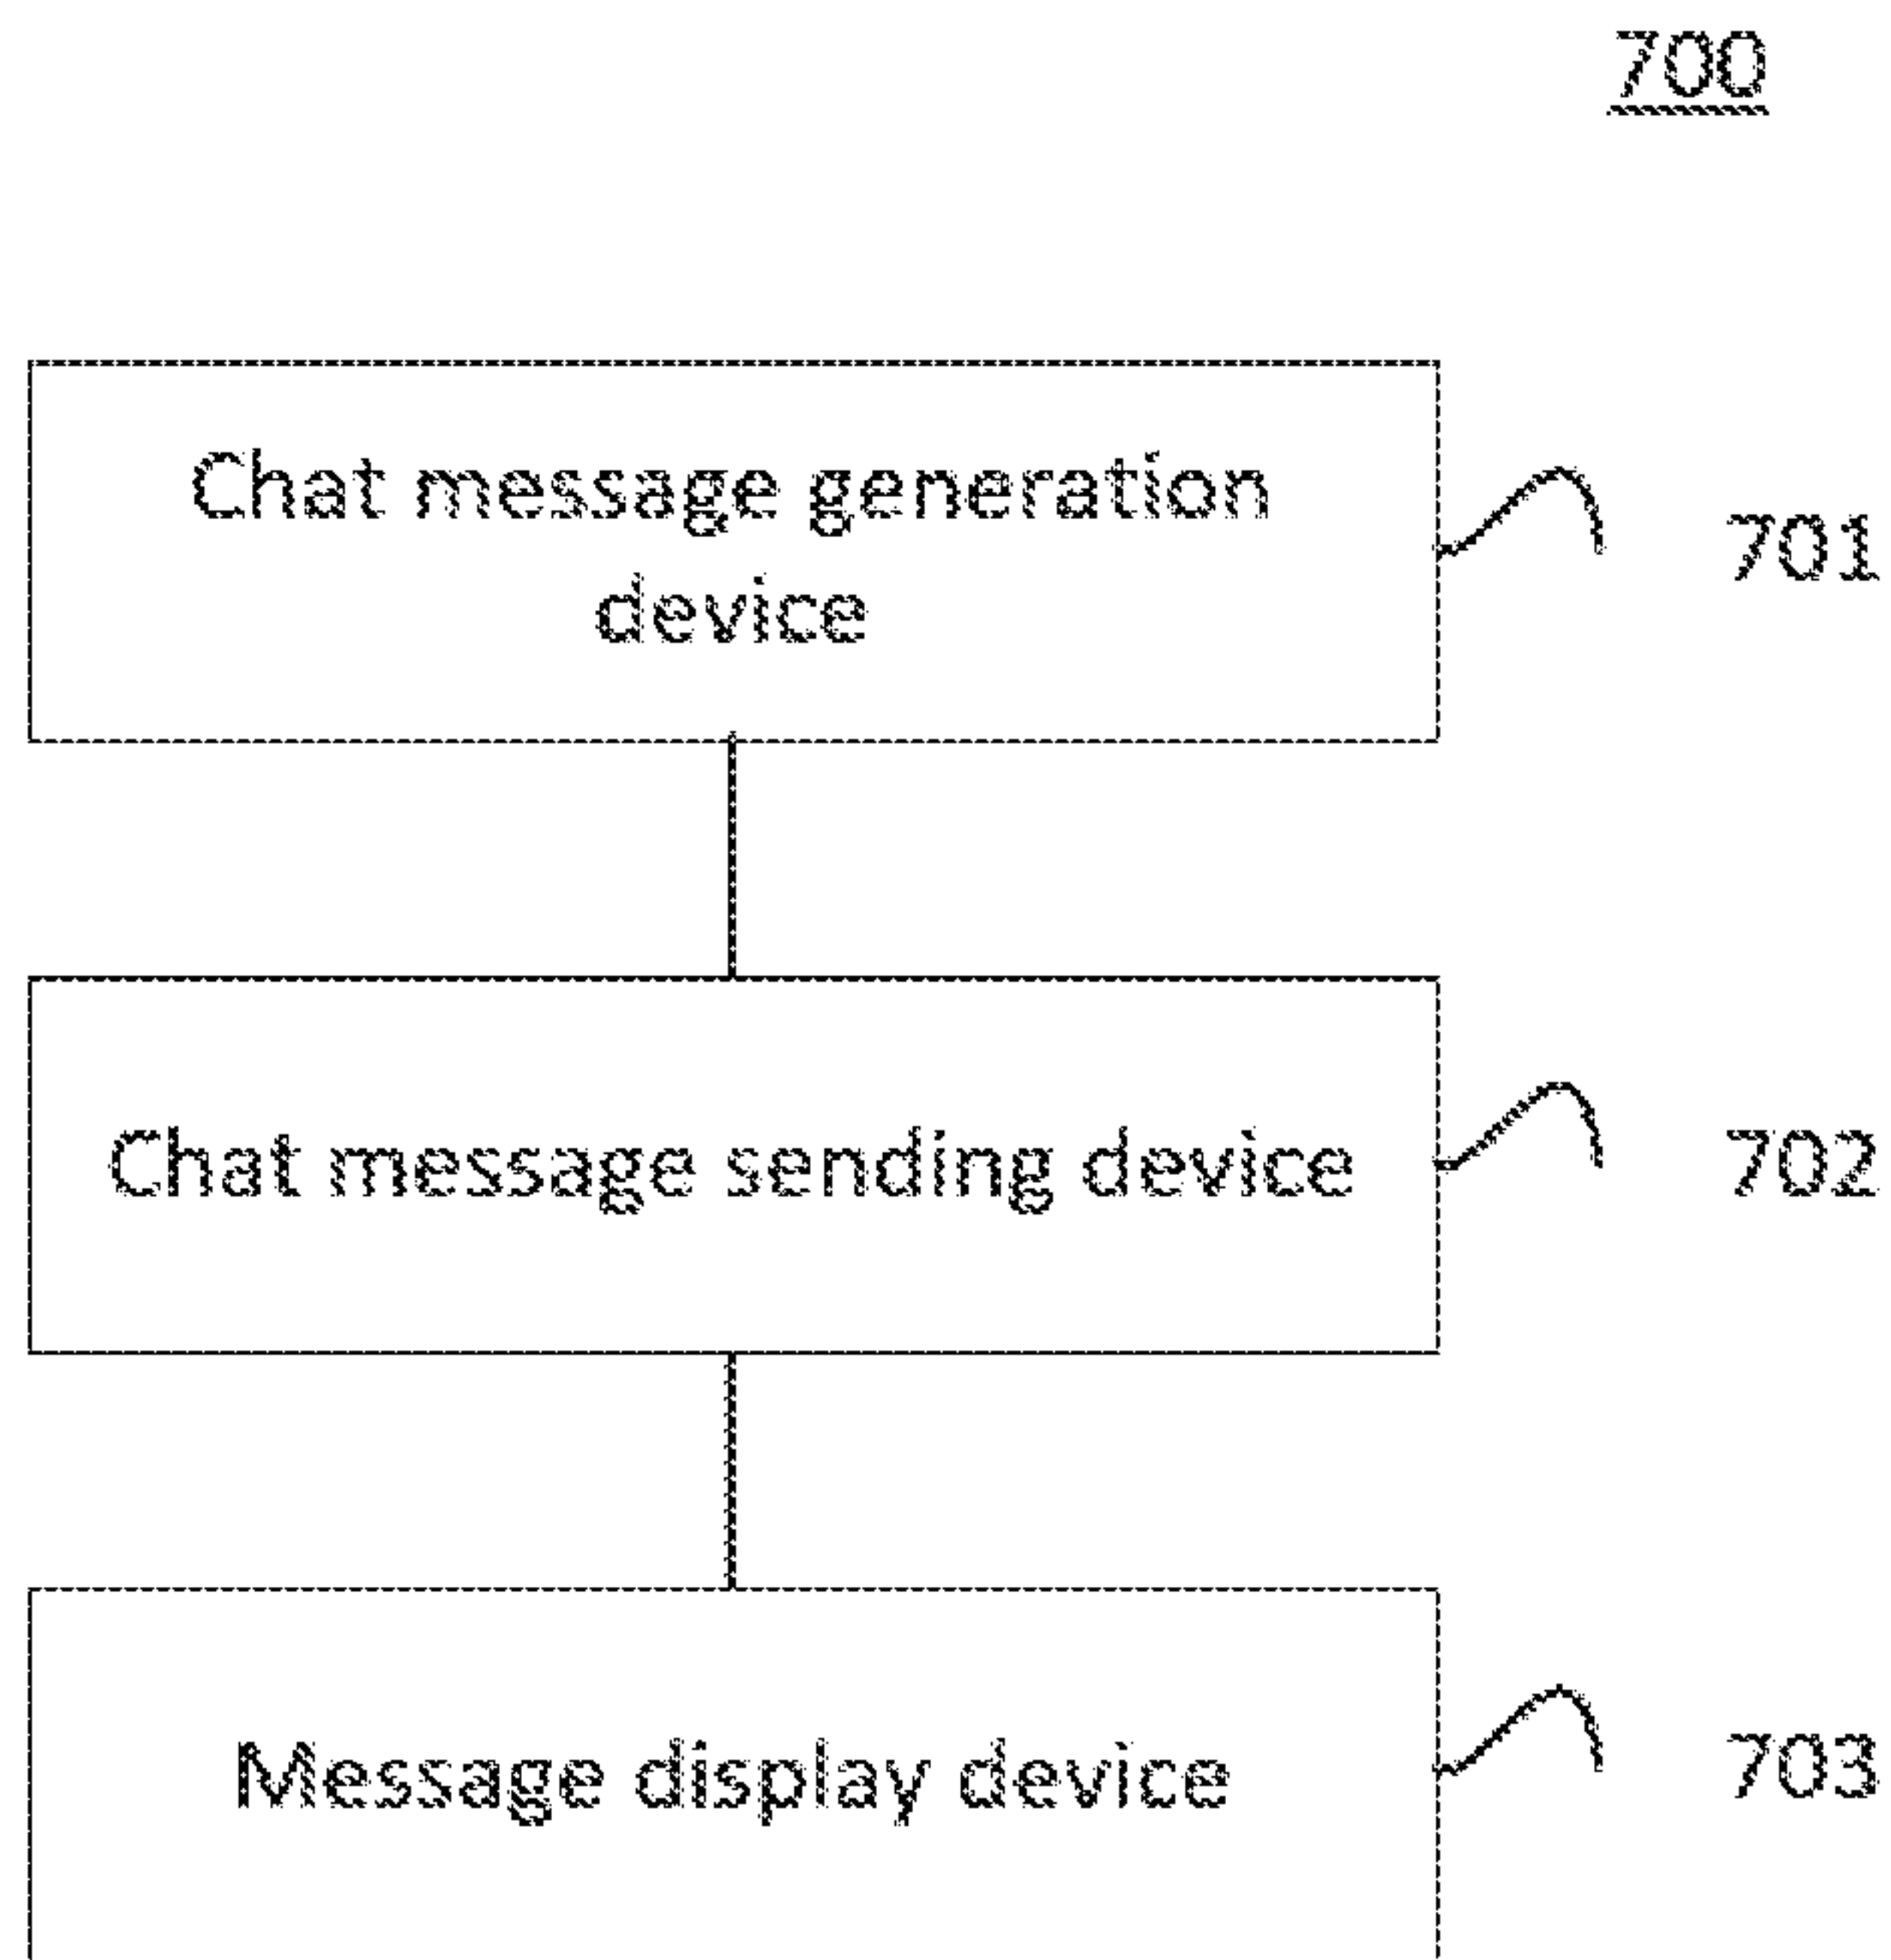 700
Chat message generation
device
701
Chat message sending device
702
Message display device
703